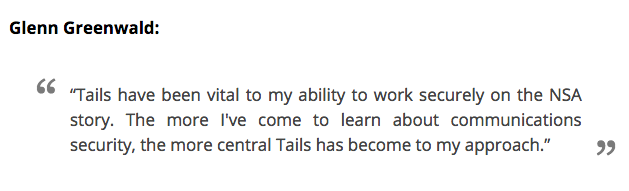 Glenn Greenwald:
“Tails have been vital to my ability to work securely on the NSA
story. The more I've come to learn about communications
security, the more central Tails has become to my approach.”